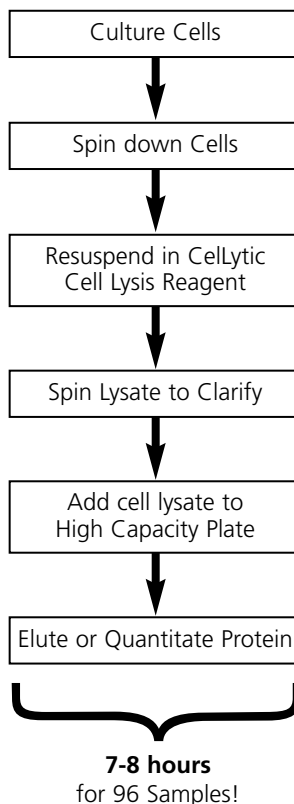 Culture Cells
Spin down Cells
Resuspend in CelLytic
Cell Lysis Reagent
Spin Lysate to Clarify
Add cell lysate to
High Capacity Plate
Elute or Quantitate Protein
7-8 hours
for 96 Samples!